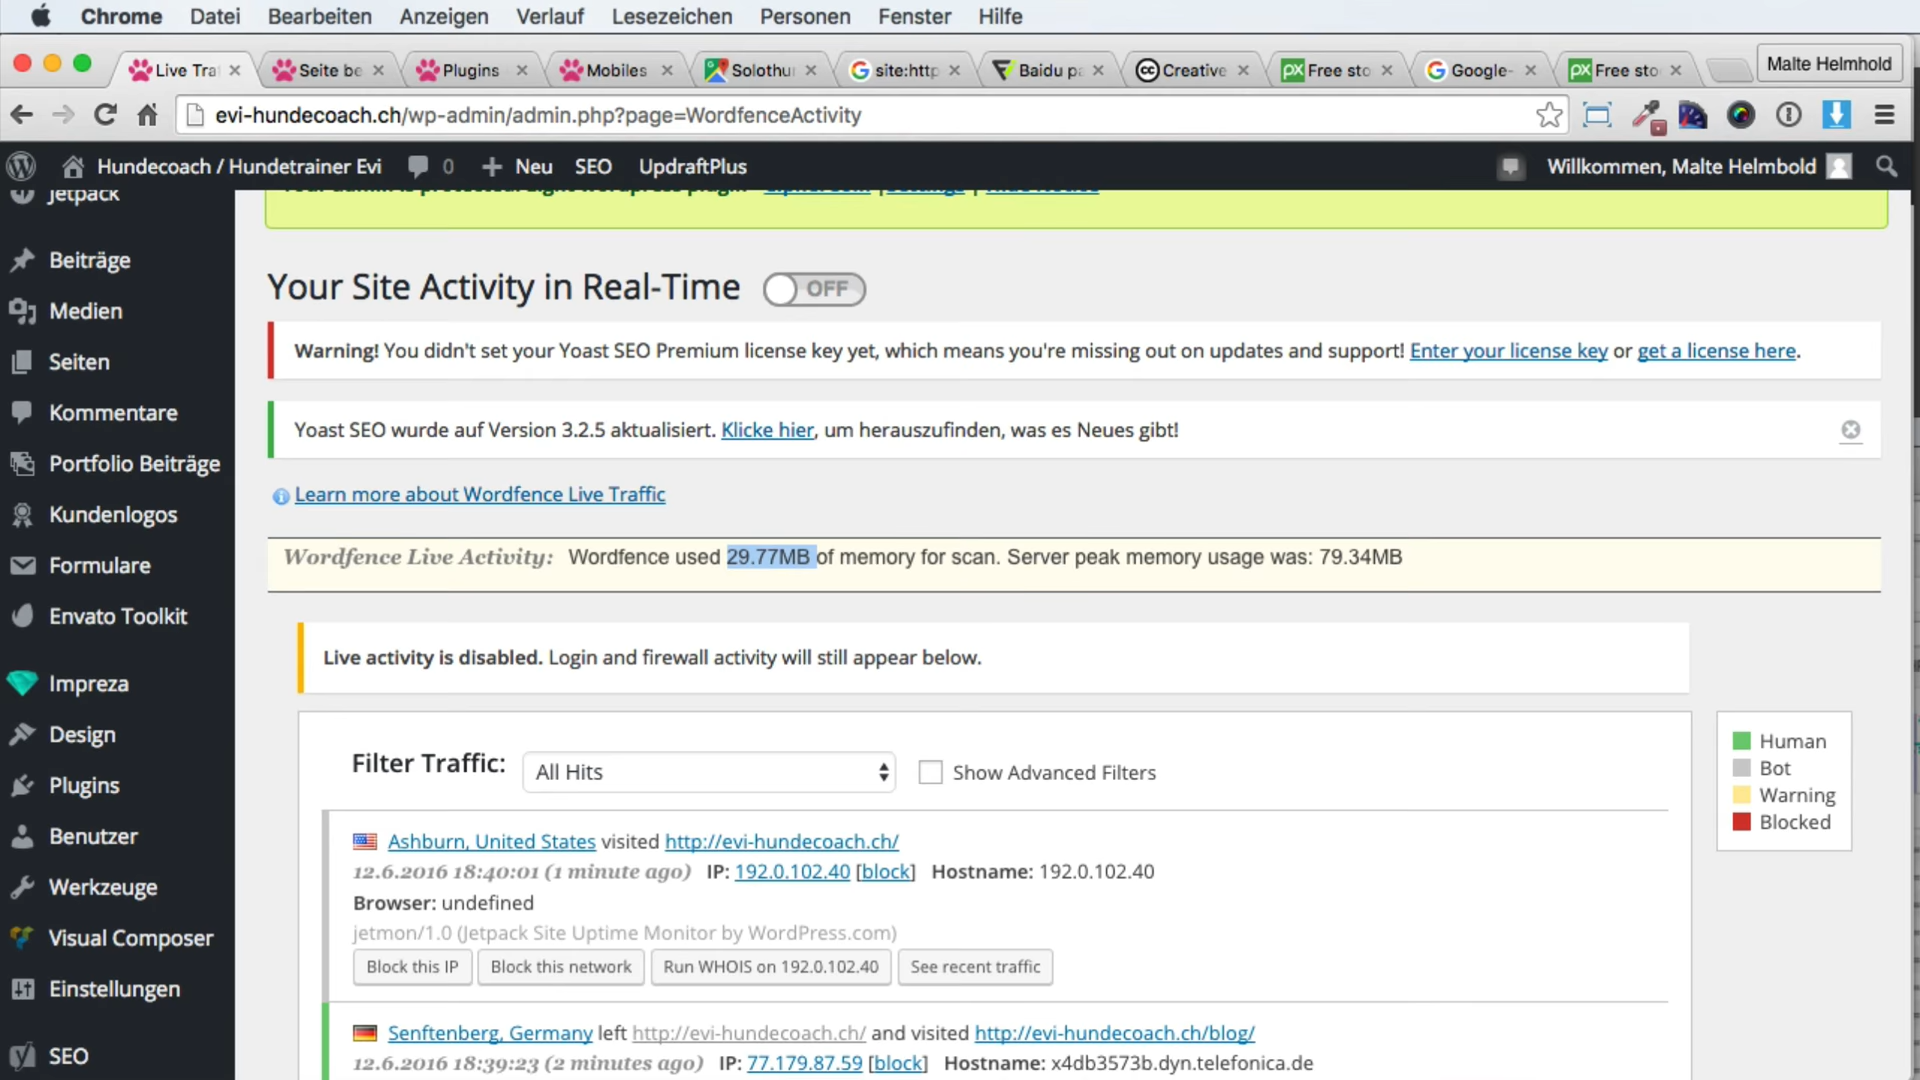 Chrome Datei Bearbeiten Anzeigen Verlauf Lesezeichen Personen Fenster Hilfe
Live Tra Seite be Plugins Mobiles Solothu site:http Baidu pa Creative Free sto Google- Free sto Malte Helmhold
evi-hundecoach.ch/wp-admin/admin.php?page=WordfenceActivity
Hundecoach / Hundetrainer Evi 0 Neu SEO UpdraftPlus Willkommen, Malte Helmbold
Jetpack
Beiträge
Medien
Seiten
Kommentare
Portfolio Beiträge
Kundenlogos
Formulare
Envato Toolkit
Impreza
Design
Plugins
Benutzer
Werkzeuge
Visual Composer
Einstellungen
SEO
Your Site Activity in Real-Time OFF
Warning! You didn't set your Yoast SEO Premium license key yet, which means you're missing out on updates and support! Enter your license key or get a license here.
Yoast SEO wurde auf Version 3.2.5 aktualisiert. Klicke hier, um herauszufinden, was es Neues gibt!
Learn more about Wordfence Live Traffic
Wordfence Live Activity: Wordfence used 29.77MB of memory for scan. Server peak memory usage was: 79.34MB
Live activity is disabled. Login and firewall activity will still appear below.
Filter Traffic: All Hits Show Advanced Filters
Human
Bot
Warning
Blocked
Ashburn, United States visited http://evi-hundecoach.ch/
12.6.2016 18:40:01 (1 minute ago) IP: 192.0.102.40 [block] Hostname: 192.0.102.40
Browser: undefined
jetmon/1.0 (Jetpack Site Uptime Monitor by WordPress.com)
Block this IP Block this network Run WHOIS on 192.0.102.40 See recent traffic
Senftenberg, Germany left http://evi-hundecoach.ch/ and visited http://evi-hundecoach.ch/blog/
12.6.2016 18:39:23 (2 minutes ago) IP: 77.179.87.59 [block] Hostname: x4db3573b.dyn.telefonica.de